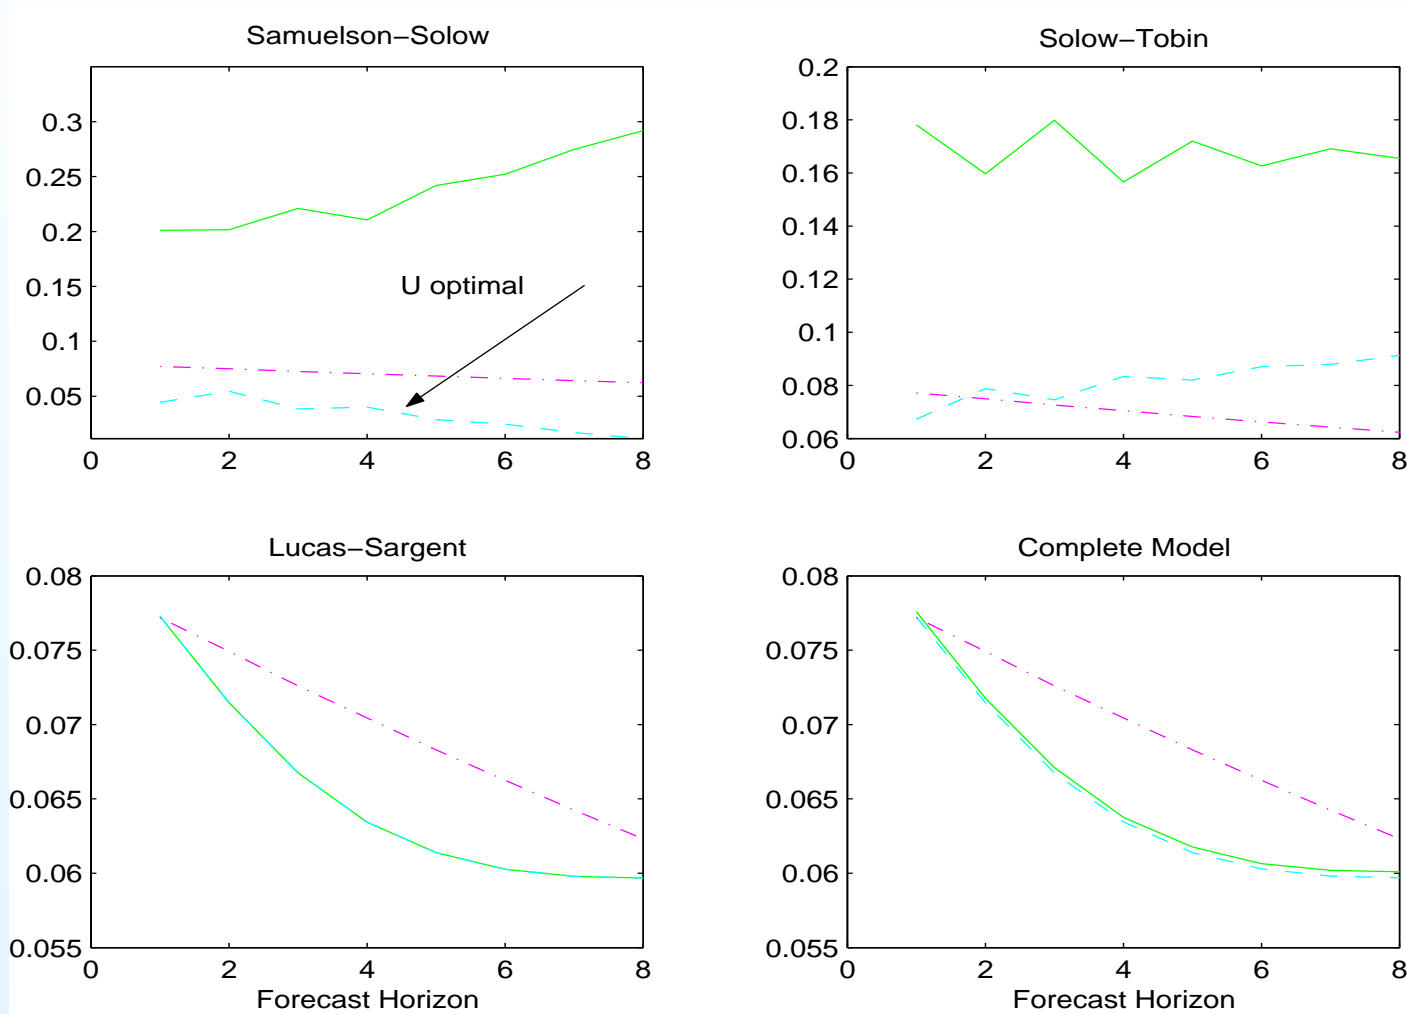 Samuelson−Solow
0.3
0.25
0.2
0.15
0.1
0.05
U optimal
0 2 4 6 8
Solow−Tobin
0.2
0.18
0.16
0.14
0.12
0.1
0.08
0.06
0 2 4 6 8
Lucas−Sargent
0.08
0.075
0.07
0.065
0.06
0.055
0 2 4 6 8
Forecast Horizon
Complete Model
0.08
0.075
0.07
0.065
0.06
0.055
0 2 4 6 8
Forecast Horizon